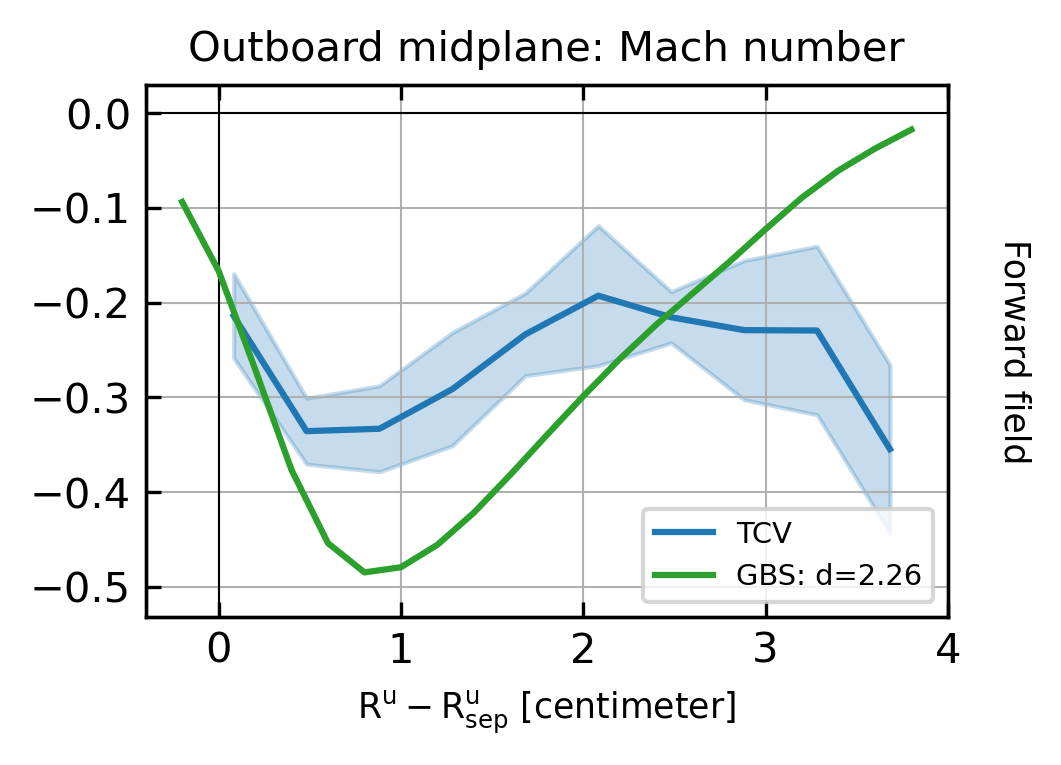 Outboard midplane: Mach number
0.0
−0.1
−0.2
−0.3
−0.4
−0.5
0 1 2 3 4
R^u − R^u_sep [centimeter]
Forward field
TCV
GBS: d=2.26